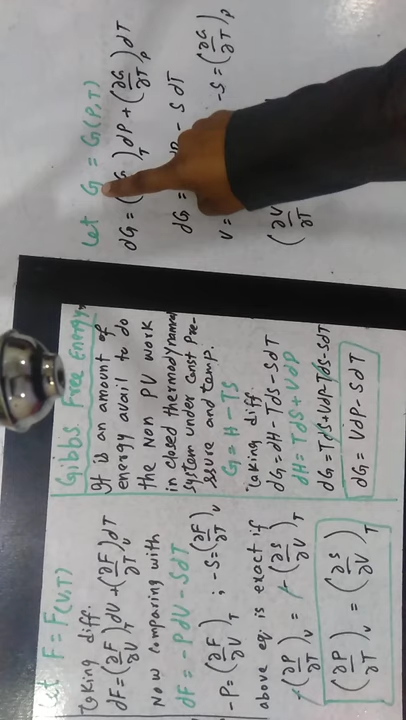 Let F = F(V,T)
Taking diff.
dF = (∂F/∂V)_T dV + (∂F/∂T)_V dT
Now comparing with
dF = -PdV - SdT
-P = (∂F/∂V)_T ; -S = (∂F/∂T)_V
above eq. is exact if
-(∂P/∂T)_V = -(∂S/∂V)_T
(∂P/∂T)_V = (∂S/∂V)_T
Gibbs Free Energy
It is an amount of
energy avail to do
the Non PV work
in closed thermodynamic
system under const Pre-
ssure and temp.
G = H - TS
Taking diff.
dG = dH - TdS - SdT
dH = TdS + VdP
dG = TdS + VdP - TdS - SdT
dG = VdP - SdT
Let G = G(P,T)
dG = ( )_T dP + (∂G/∂T)_P dT
dG = - SdT
V = -S = (∂G/∂T)_P
(∂V/∂T